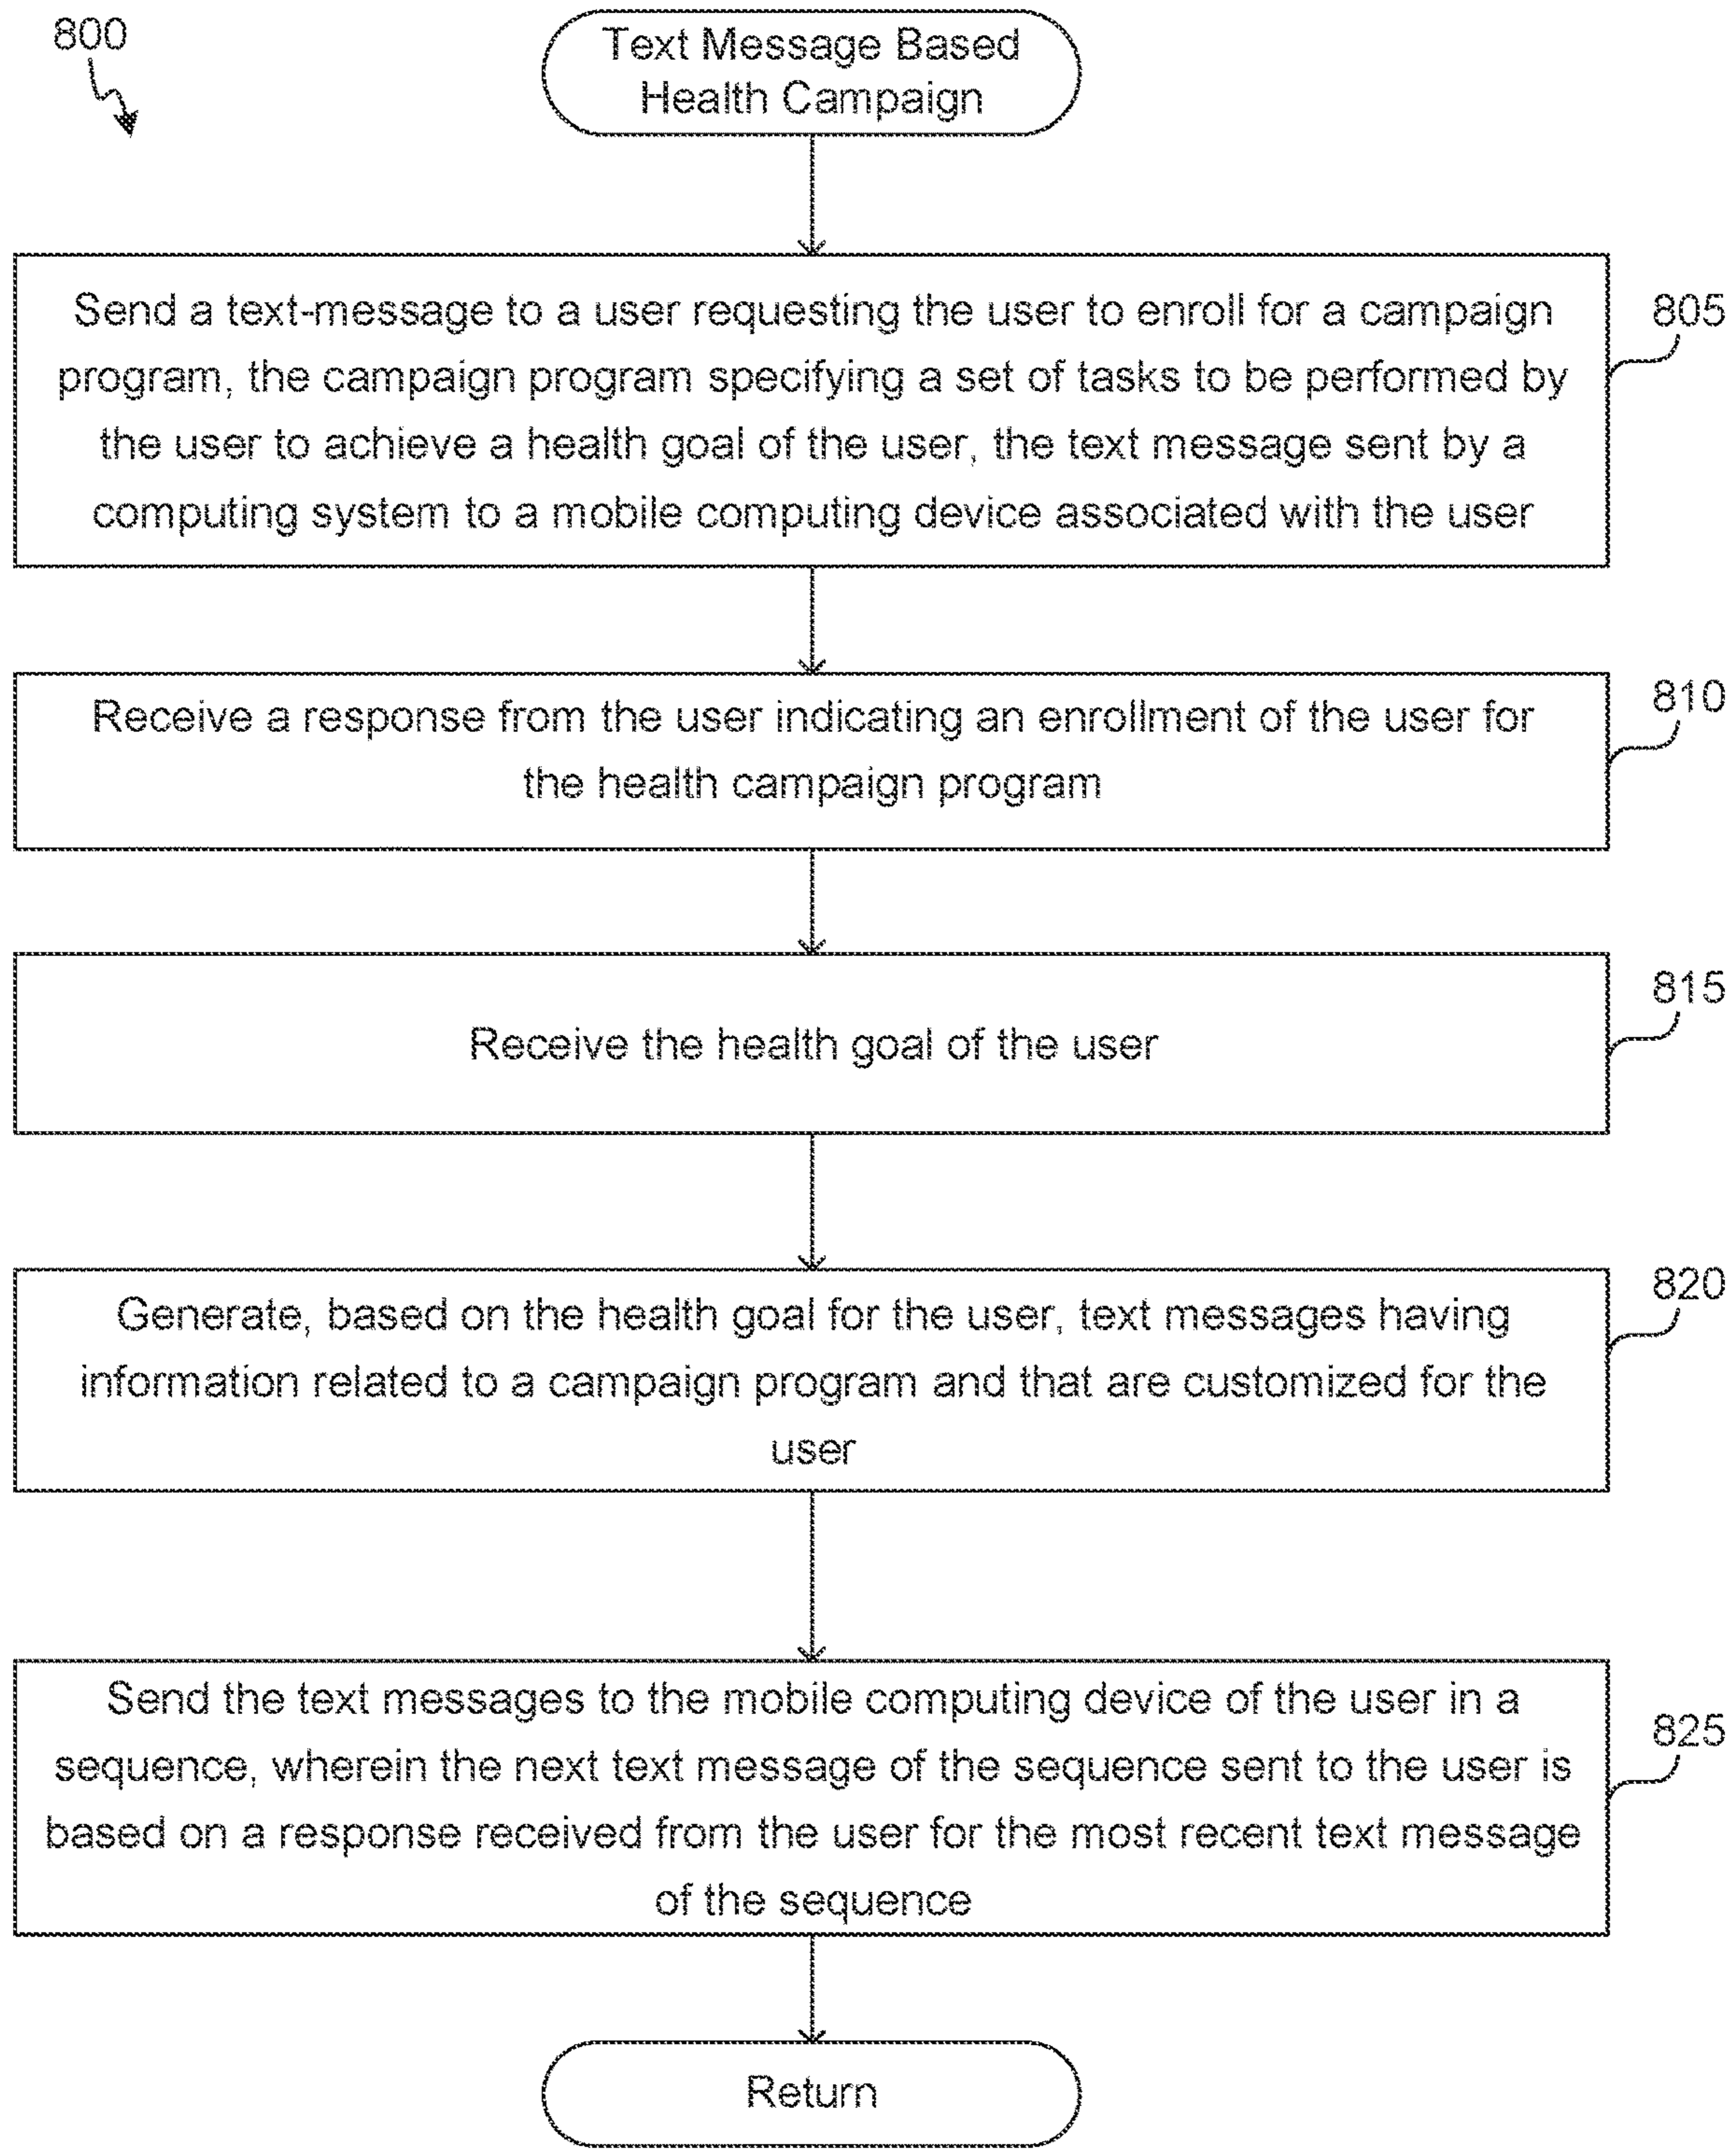 800
Text Message Based
Health Campaign
Send a text-message to a user requesting the user to enroll for a campaign
program, the campaign program specifying a set of tasks to be performed by
the user to achieve a health goal of the user, the text message sent by a
computing system to a mobile computing device associated with the user
805
Receive a response from the user indicating an enrollment of the user for
the health campaign program
810
Receive the health goal of the user
815
Generate, based on the health goal for the user, text messages having
information related to a campaign program and that are customized for the
user
820
Send the text messages to the mobile computing device of the user in a
sequence, wherein the next text message of the sequence sent to the user is
based on a response received from the user for the most recent text message
of the sequence
825
Return